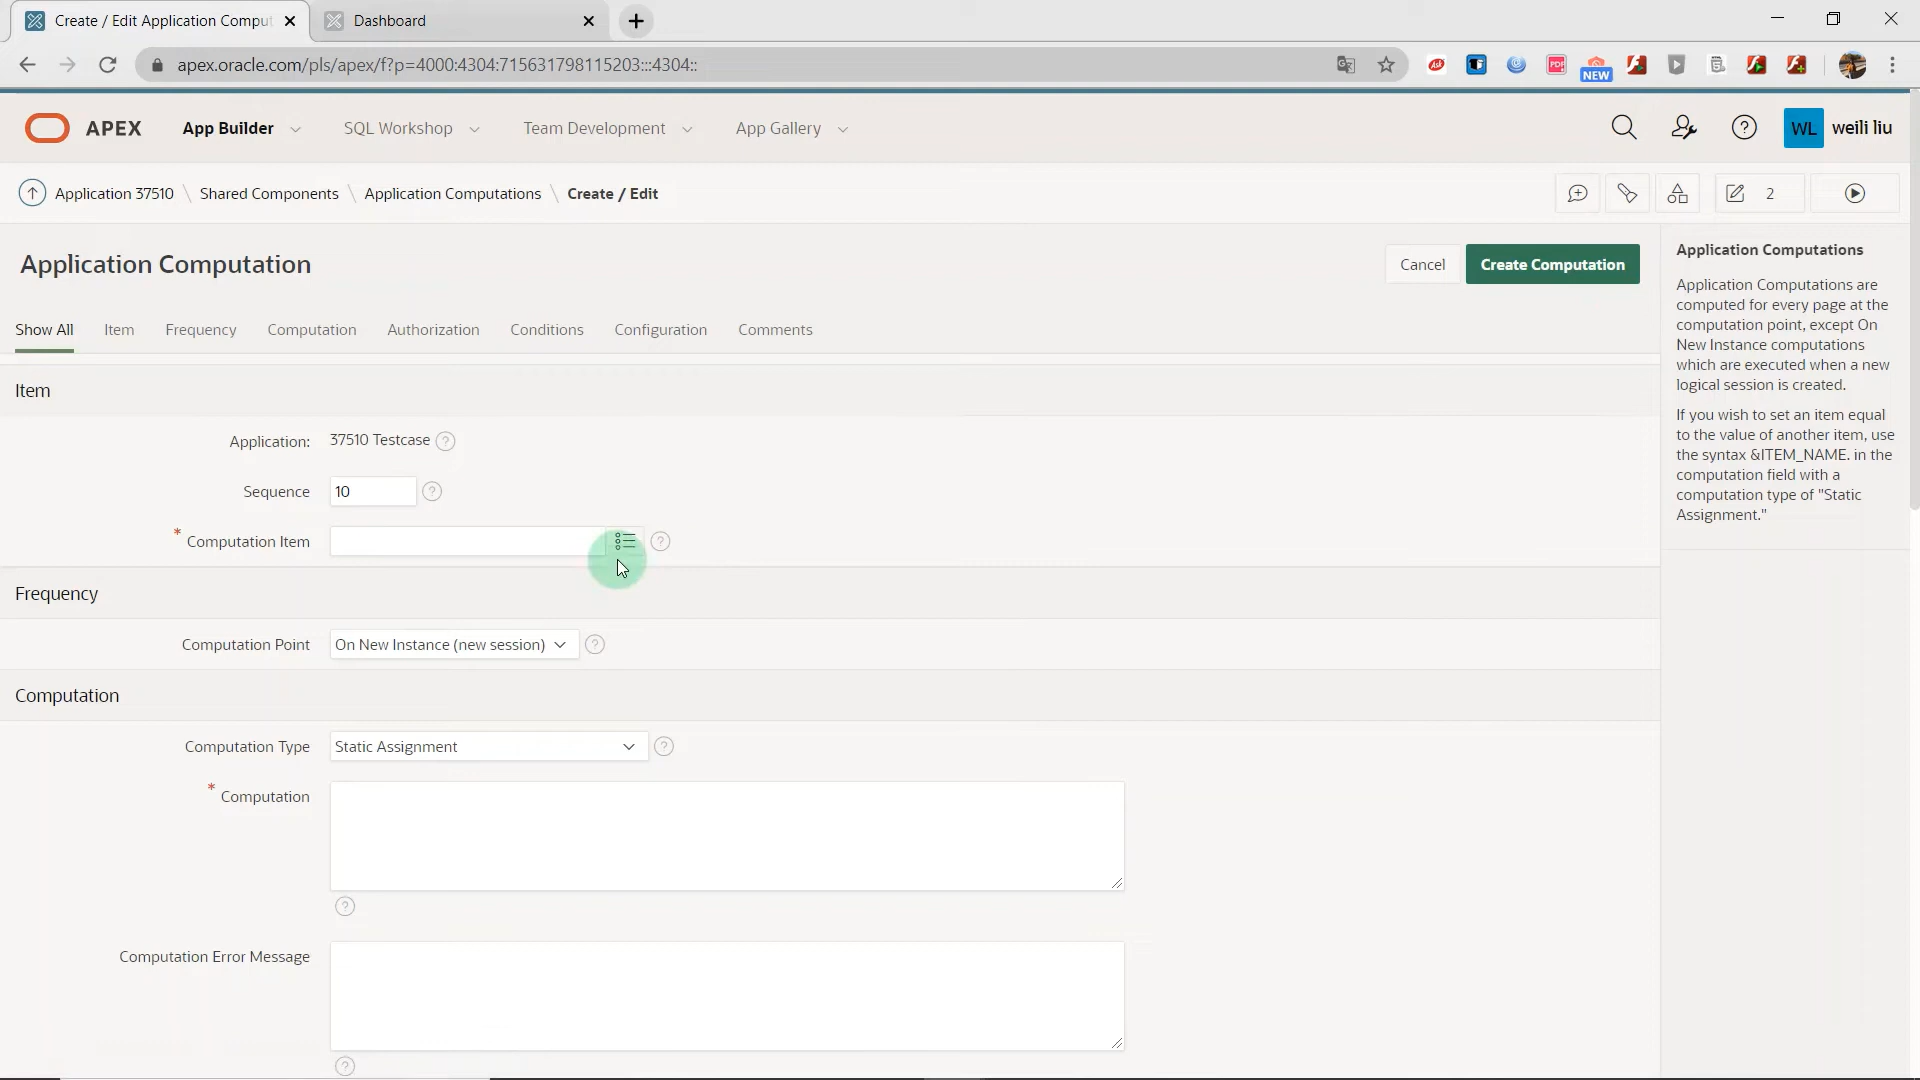 Create / Edit Application Comput
Dashboard
apex.oracle.com/pls/apex/f?p=4000:4304:715631798115203:::4304::
Ask
PDF
NEW
APEX
App Builder
SQL Workshop
Team Development
App Gallery
WL
weili liu
Application 37510 \ Shared Components \ Application Computations \ Create / Edit
2
Application Computation
Cancel
Create Computation
Show All
Item
Frequency
Computation
Authorization
Conditions
Configuration
Comments
Item
Application: 37510 Testcase ?
Sequence 10 ?
* Computation Item ?
Frequency
Computation Point On New Instance (new session) ?
Computation
Computation Type Static Assignment ?
* Computation
?
Computation Error Message
?
Application Computations
Application Computations are
computed for every page at the
computation point, except On
New Instance computations
which are executed when a new
logical session is created.
If you wish to set an item equal
to the value of another item, use
the syntax &ITEM_NAME. in the
computation field with a
computation type of "Static
Assignment."